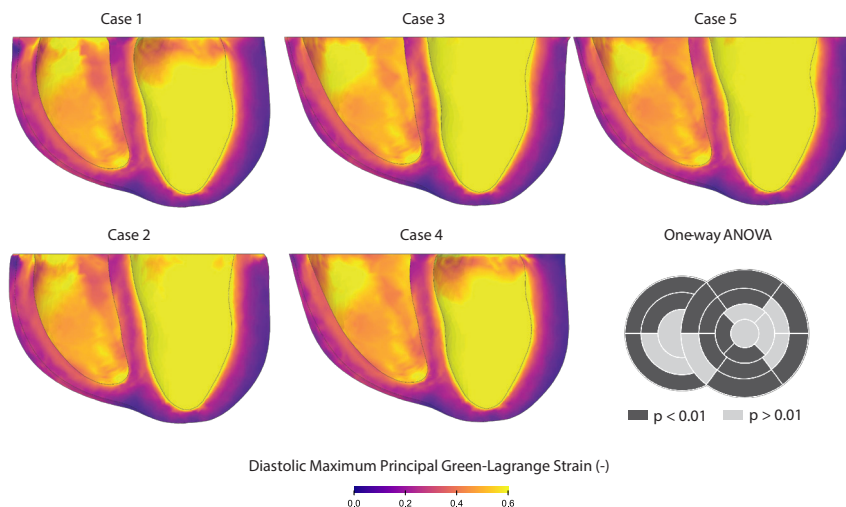 Case 1
Case 3
Case 5
Case 2
Case 4
One-way ANOVA
p < 0.01
p > 0.01
Diastolic Maximum Principal Green-Lagrange Strain (-)
0.0 0.2 0.4 0.6